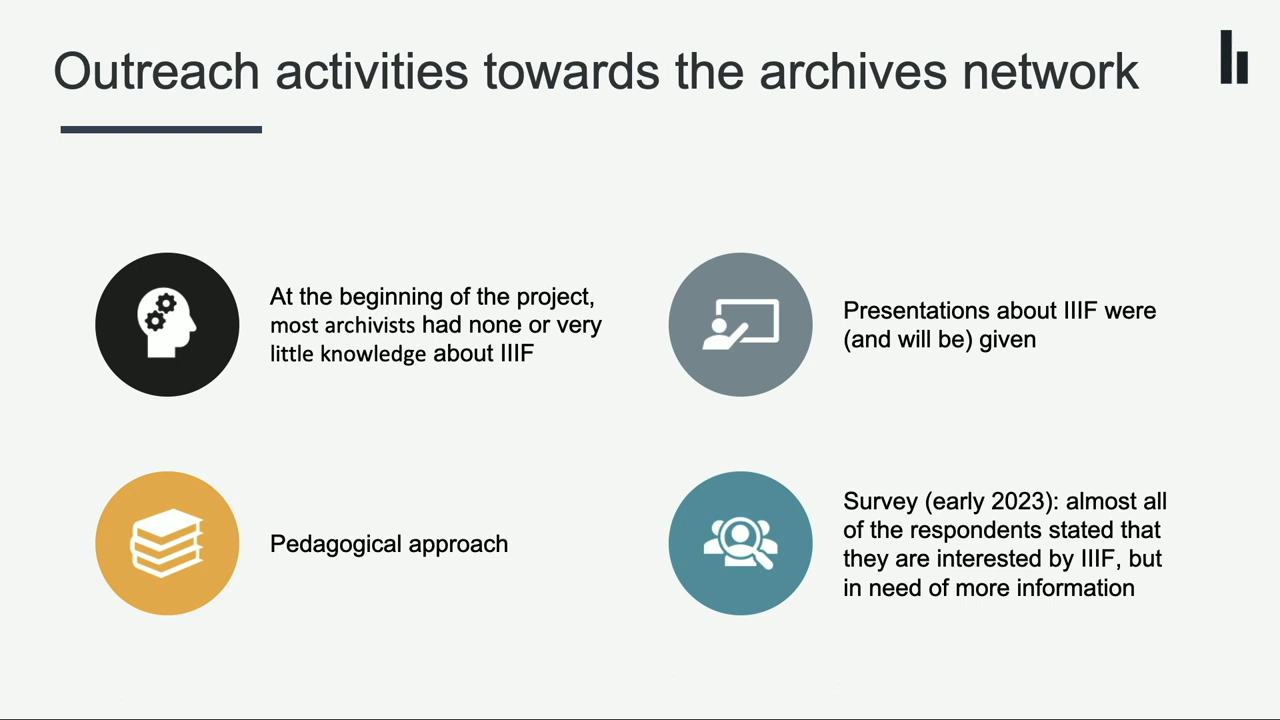 Outreach activities towards the archives network
At the beginning of the project,
most archivists had none or very
little knowledge about IIIF
Presentations about IIIF were
(and will be) given
Pedagogical approach
Survey (early 2023): almost all
of the respondents stated that
they are interested by IIIF, but
in need of more information